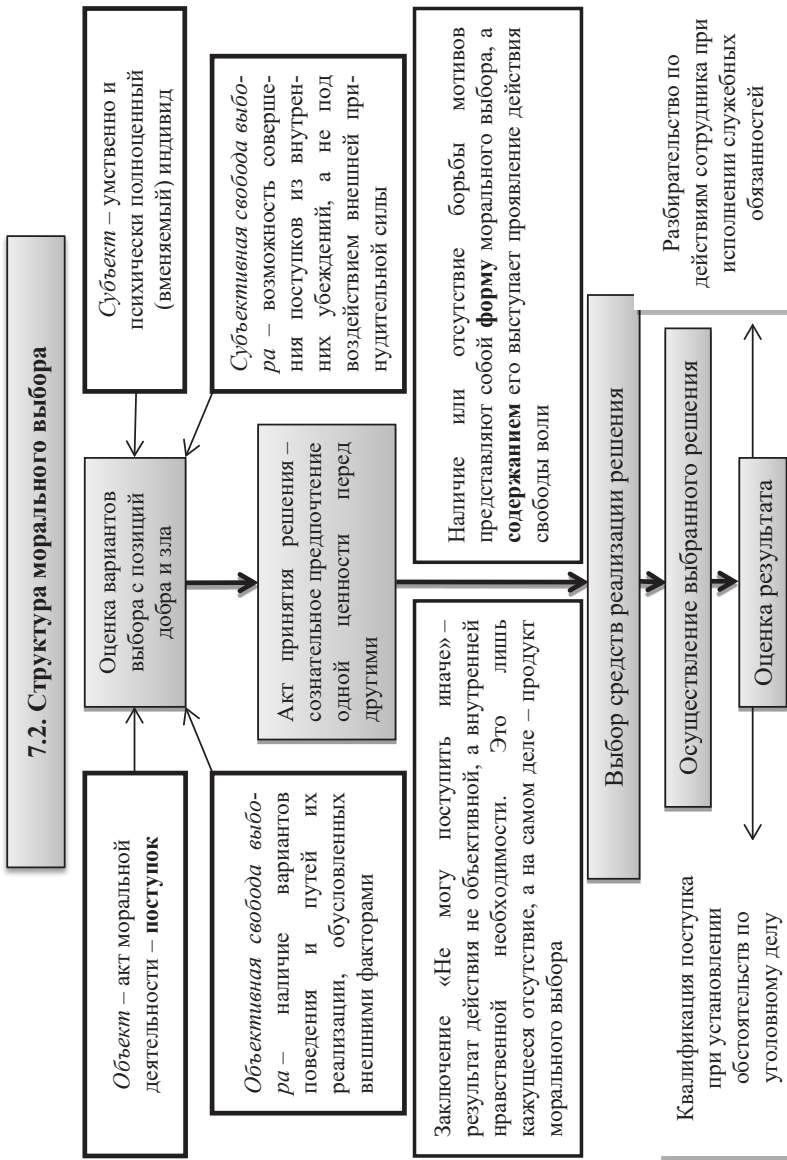 7.2. Структура морального выбора
Объект – акт моральной
деятельности – поступок
Оценка вариантов
выбора с позиций
добра и зла
Субъект – умственно и
психически полноценный
(вменяемый) индивид
Объективная свобода выбо-
ра – наличие вариантов
поведения и путей их
реализации, обусловленных
внешними факторами
Акт принятия решения –
сознательное предпочтение
одной ценности перед
другими
Субъективная свобода выбо-
ра – возможность соверше-
ния поступков из внутрен-
них убеждений, а не под
воздействием внешней при-
нудительной силы
Заключение «Не могу поступить иначе» –
результат действия не объективной, а внутренней
нравственной необходимости. Это лишь
кажущееся отсутствие, а на самом деле – продукт
морального выбора
Наличие или отсутствие борьбы мотивов
представляют собой форму морального выбора, а
содержанием его выступает проявление действия
свободы воли
Выбор средств реализации решения
Осуществление выбранного решения
Оценка результата
Квалификация поступка
при установлении
обстоятельств по
уголовному делу
Разбирательство по
действиям сотрудника при
исполнении служебных
обязанностей